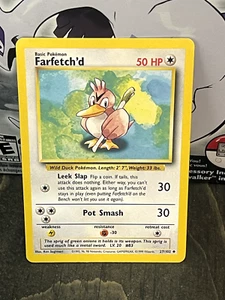 Basic Pokémon
Farfetch'd
50 HP
Wild Duck Pokémon. Length: 2' 7", Weight: 33 lbs.
Leek Slap Flip a coin. If tails, this
attack does nothing. Either way, you can't
use this attack again as long as Farfetch'd
stays in play (even putting Farfetch'd on the
Bench won't let you use it again).
30
Pot Smash
30
weakness
resistance
retreat cost
-30
The sprig of green onions it holds is its weapon. This sprig is
used much like a metal sword. LV. 20 #83
27/102